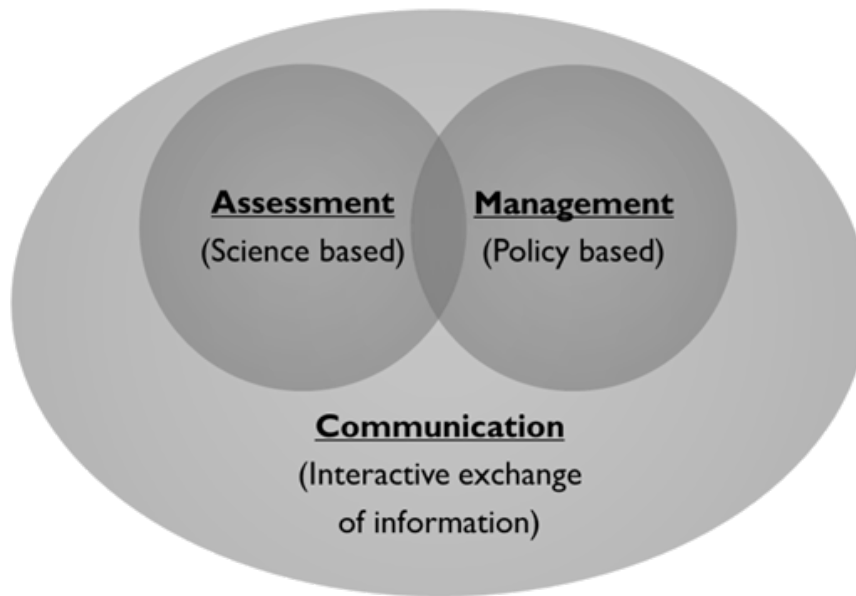 Assessment
(Science based)
Management
(Policy based)
Communication
(Interactive exchange
of information)